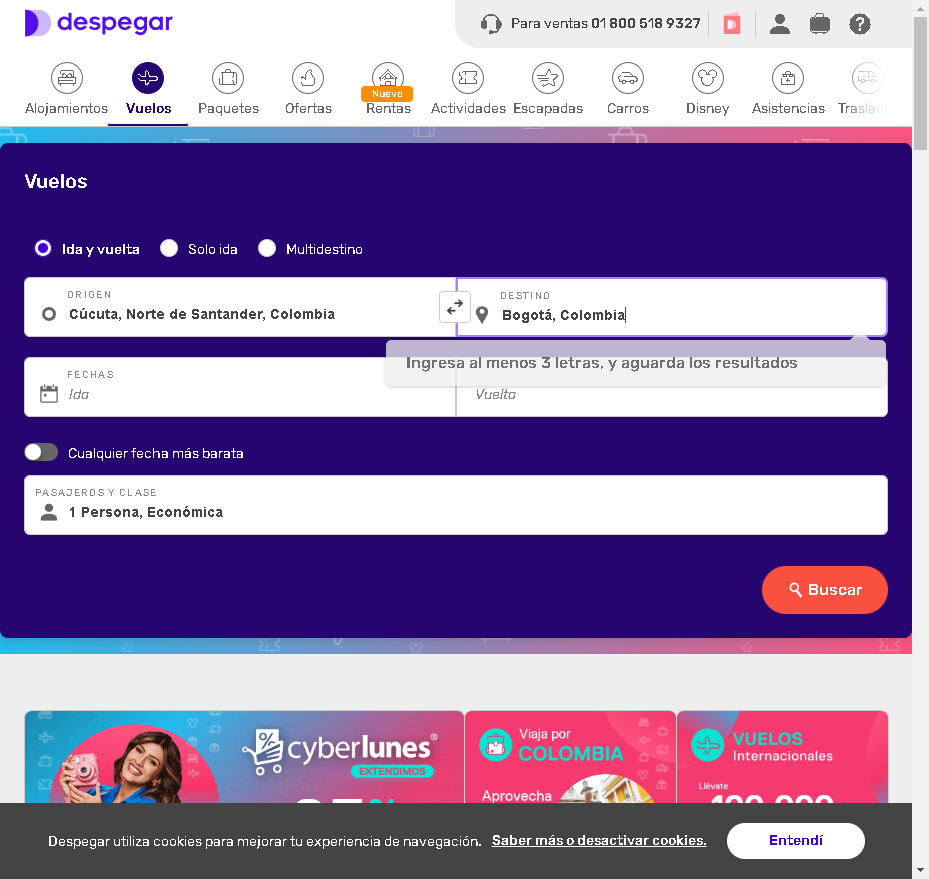 despegar
Para ventas 01 800 518 9327
Alojamientos
Vuelos
Paquetes
Ofertas
Nuevo
Rentas
Actividades
Escapadas
Carros
Disney
Asistencias
Traslad
Vuelos
Ida y vuelta
Solo ida
Multidestino
ORIGEN
Cúcuta, Norte de Santander, Colombia
DESTINO
Bogotá, Colombia
Ingresa al menos 3 letras, y aguarda los resultados
FECHAS
Ida
Vuelta
Cualquier fecha más barata
PASAJEROS Y CLASE
1 Persona, Económica
Buscar
cyberlunes
EXTENDIMOS
Viaja por
COLOMBIA
Aprovecha
VUELOS
Internacionales
Llévate
Despegar utiliza cookies para mejorar tu experiencia de navegación. Saber más o desactivar cookies.
Entendí